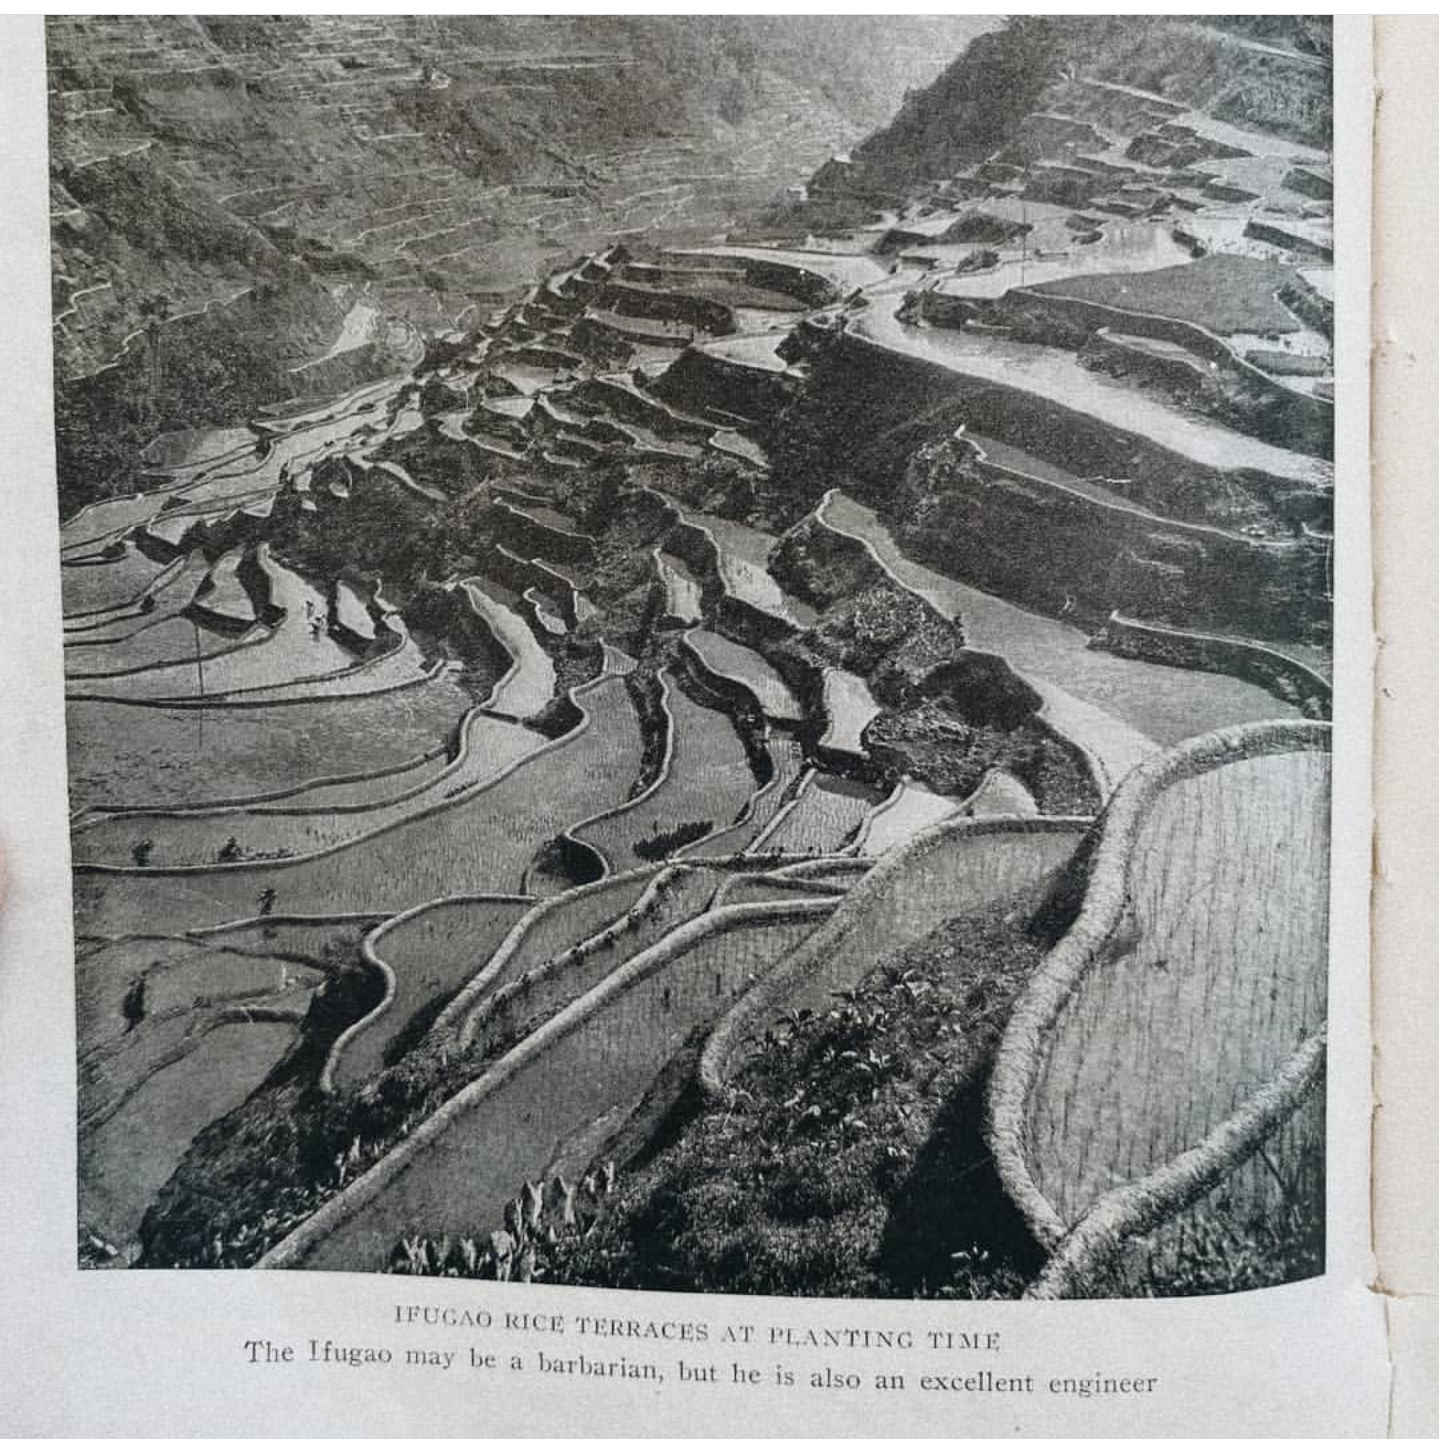 IFUGAO RICE TERRACES AT PLANTING TIME
The Ifugao may be a barbarian, but he is also an excellent engineer